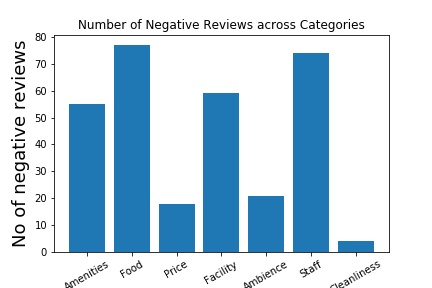 Number of Negative Reviews across Categories
No of negative reviews
80
70
60
50
40
30
20
10
0
Amenities
Food
Price
Facility
Ambience
Staff
Cleanliness